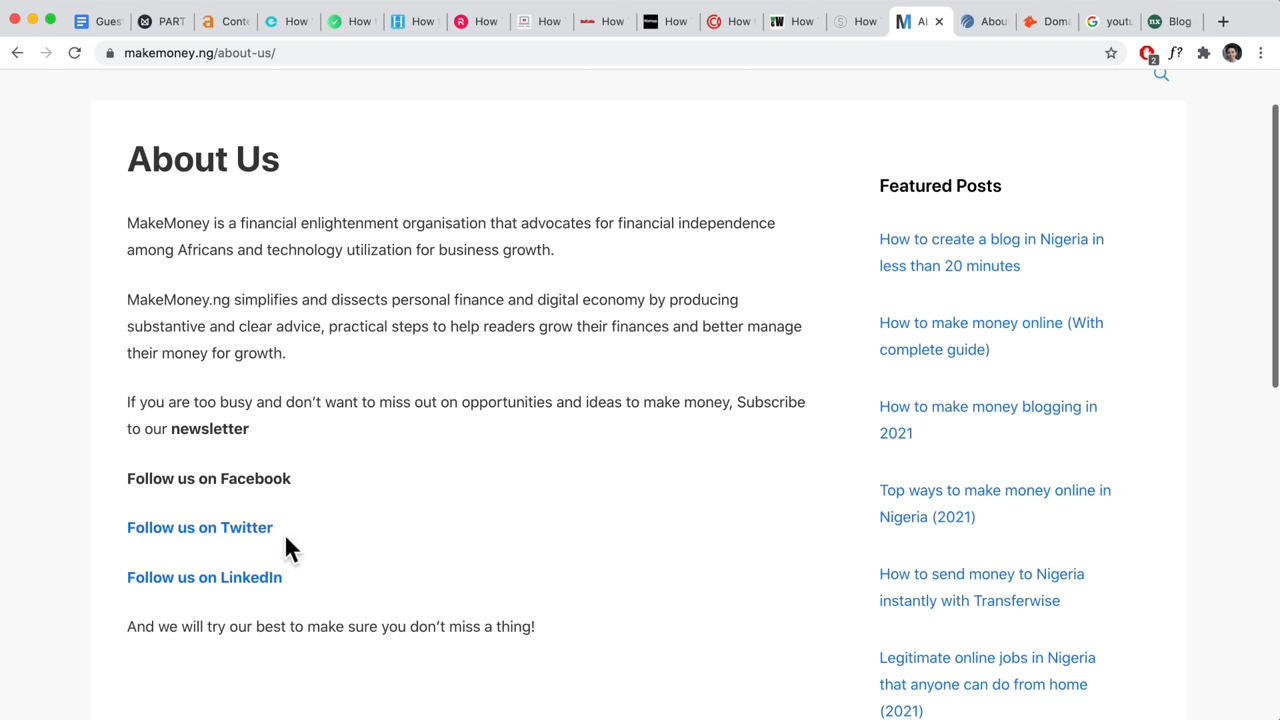 Gues
PART
Conte
How
How
How
How
How
How
How
How
How
How
Al
Abou
Dom
youtu
Blog
makemoney.ng/about-us/
2
f?
About Us
MakeMoney is a financial enlightenment organisation that advocates for financial independence
among Africans and technology utilization for business growth.
MakeMoney.ng simplifies and dissects personal finance and digital economy by producing
substantive and clear advice, practical steps to help readers grow their finances and better manage
their money for growth.
If you are too busy and don’t want to miss out on opportunities and ideas to make money, Subscribe
to our newsletter
Follow us on Facebook
Follow us on Twitter
Follow us on LinkedIn
And we will try our best to make sure you don’t miss a thing!
Featured Posts
How to create a blog in Nigeria in
less than 20 minutes
How to make money online (With
complete guide)
How to make money blogging in
2021
Top ways to make money online in
Nigeria (2021)
How to send money to Nigeria
instantly with Transferwise
Legitimate online jobs in Nigeria
that anyone can do from home
(2021)